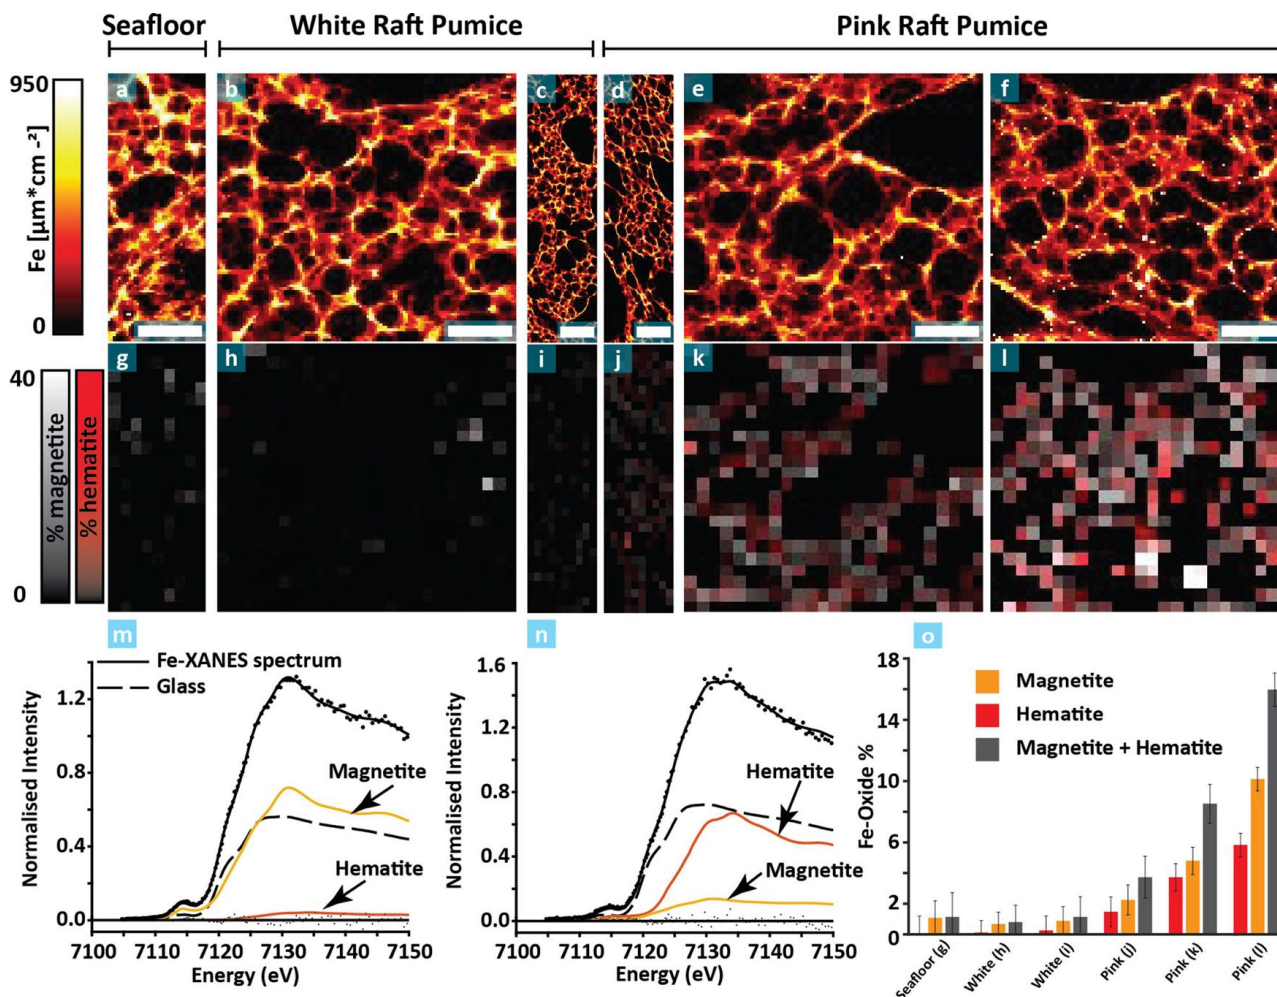 Seafloor
White Raft Pumice
Pink Raft Pumice
950
Fe [µm*cm -²]
0
a
b
c
d
e
f
40
% magnetite
% hematite
0
g
h
i
j
k
l
m
Fe-XANES spectrum
Glass
Magnetite
Hematite
Normalised Intensity
1.2
0.8
0.4
0.0
7100
7110
7120
7130
7140
7150
Energy (eV)
n
Hematite
Magnetite
Normalised Intensity
1.6
1.2
0.8
0.4
0.0
7100
7110
7120
7130
7140
7150
Energy (eV)
o
Magnetite
Hematite
Magnetite + Hematite
Fe-Oxide %
18
14
10
6
2
0
Seafloor (g)
White (h)
White (i)
Pink (j)
Pink (k)
Pink (l)